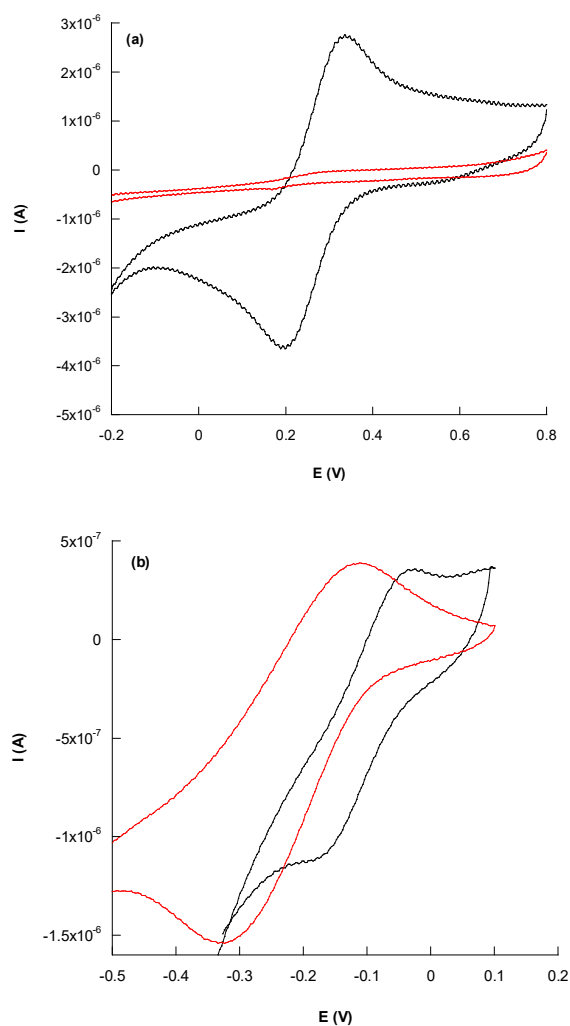 3x10⁻⁶
(a)
2x10⁻⁶
1x10⁻⁶
0
-1x10⁻⁶
-2x10⁻⁶
-3x10⁻⁶
-4x10⁻⁶
-5x10⁻⁶
I (A)
-0.2 0 0.2 0.4 0.6 0.8
E (V)
5x10⁻⁷
(b)
0
-5x10⁻⁷
-1x10⁻⁶
-1.5x10⁻⁶
I (A)
-0.5 -0.4 -0.3 -0.2 -0.1 0 0.1 0.2
E (V)